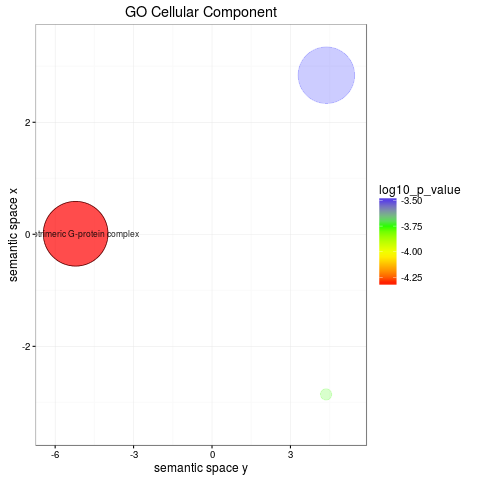 GO Cellular Component
semantic space x
2
0
-2
trimeric G-protein complex
-6
-3
0
3
semantic space y
log10_p_value
-3.50
-3.75
-4.00
-4.25